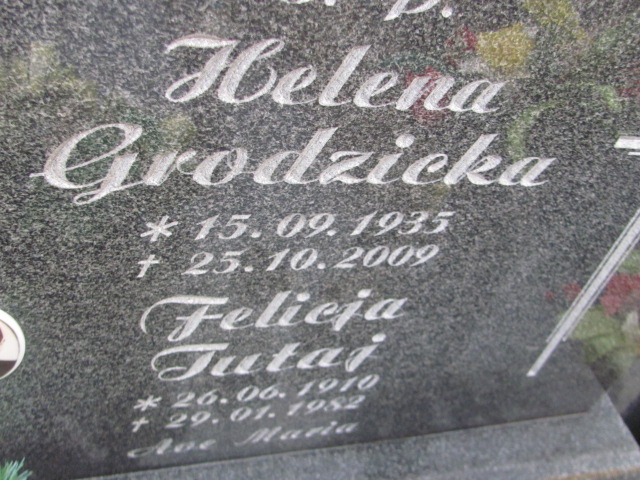 Ś. p.
Helena
Grodzicka
* 15.09.1935
† 25.10.2009
Felicja
Tutaj
* 26.06.1910
† 29.01.1982
Ave Maria